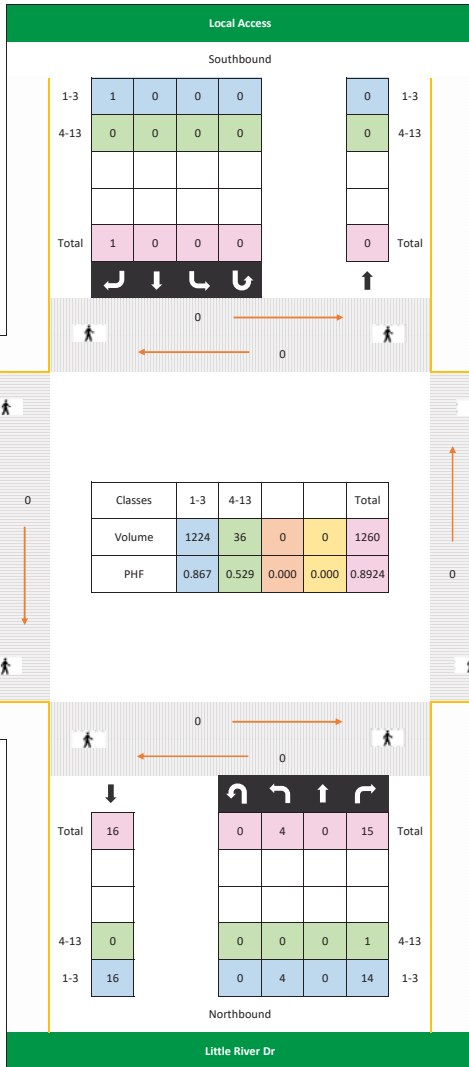 Local Access
Southbound
1-3 1 0 0 0 0 1-3
4-13 0 0 0 0 0 4-13
Total 1 0 0 0 0 Total
0
0
0
Classes 1-3 4-13 Total
Volume 1224 36 0 0 1260
PHF 0.867 0.529 0.000 0.000 0.8924
0
0
0
Total 16 0 4 0 15 Total
4-13 0 0 0 0 1 4-13
1-3 16 0 4 0 14 1-3
Northbound
Little River Dr